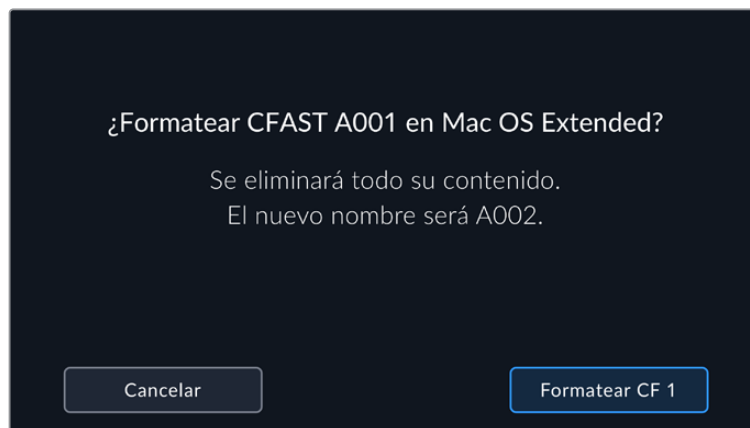 ¿Formatear CFAST A001 en Mac OS Extended?
Se eliminará todo su contenido.
El nuevo nombre será A002.
Cancelar
Formatear CF 1